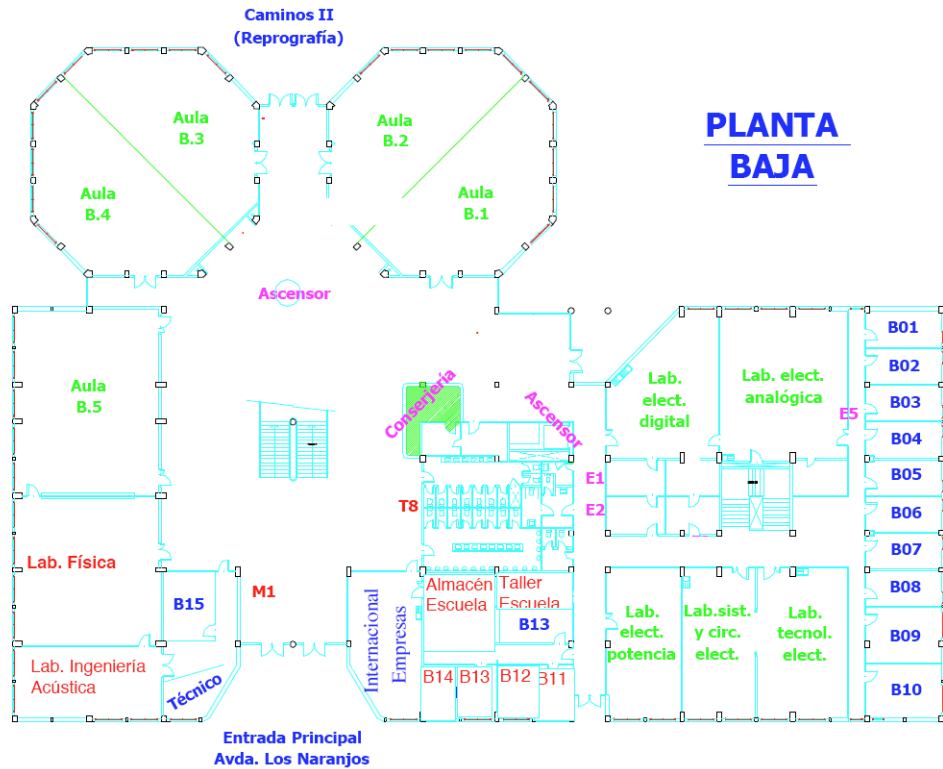 Caminos II
(Reprografía)
PLANTA
BAJA
Aula
B.3
Aula
B.2
Aula
B.4
Aula
B.1
Ascensor
B01
B02
B03
B04
B05
B06
B07
B08
B09
B10
Aula
B.5
Conserjería
Ascensor
Lab.
elect.
digital
Lab. elect.
analógica
E5
E1
E2
T8
Lab. Física
B15
M1
Internacional
Empresas
Almacén
Escuela
Taller
Escuela
B13
Lab.
elect.
potencia
Lab.sist.
y circ.
elect.
Lab.
tecnol.
elect.
Lab. Ingeniería
Acústica
Técnico
B14
B13
B12
B11
Entrada Principal
Avda. Los Naranjos